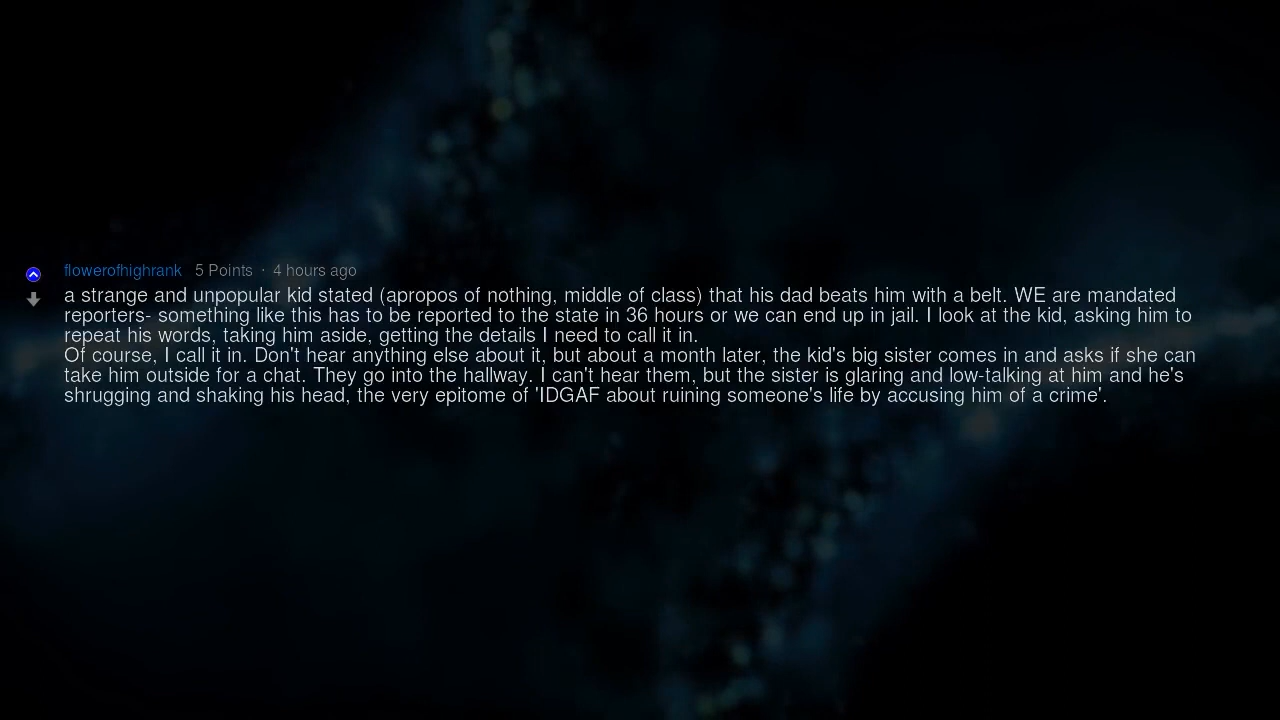 flowerofhighrank 5 Points · 4 hours ago
a strange and unpopular kid stated (apropos of nothing, middle of class) that his dad beats him with a belt. WE are mandated
reporters- something like this has to be reported to the state in 36 hours or we can end up in jail. I look at the kid, asking him to
repeat his words, taking him aside, getting the details I need to call it in.
Of course, I call it in. Don't hear anything else about it, but about a month later, the kid's big sister comes in and asks if she can
take him outside for a chat. They go into the hallway. I can't hear them, but the sister is glaring and low-talking at him and he's
shrugging and shaking his head, the very epitome of 'IDGAF about ruining someone's life by accusing him of a crime'.